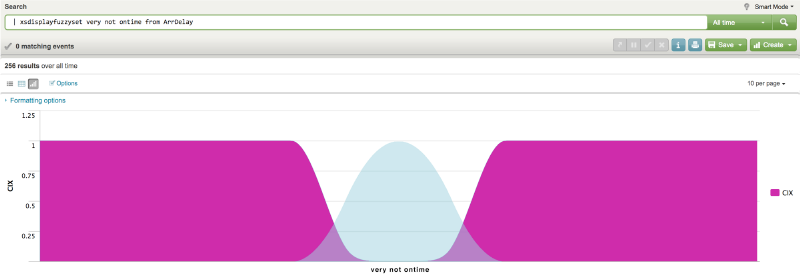 Search
Smart Mode
| xsdisplayfuzzyset very not ontime from ArrDelay
All time
0 matching events
Save
Create
256 results over all time
Options
10 per page
Formatting options
1.25
1
0.75
0.5
0.25
CIX
CIX
very not ontime